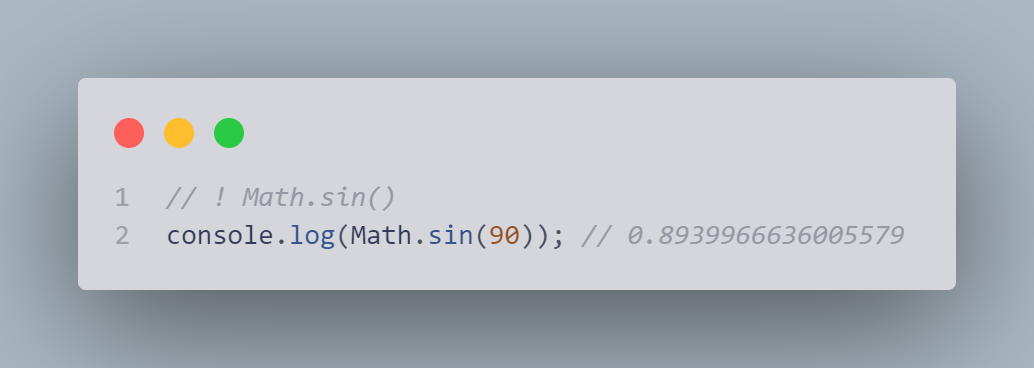 1 // ! Math.sin()
2 console.log(Math.sin(90)); // 0.8939966636005579